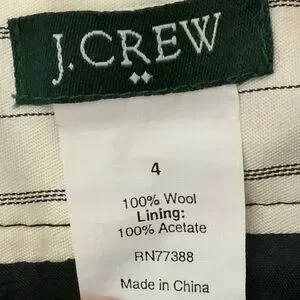 J.CREW
4
100% Wool
Lining:
100% Acetate
RN77388
Made in China